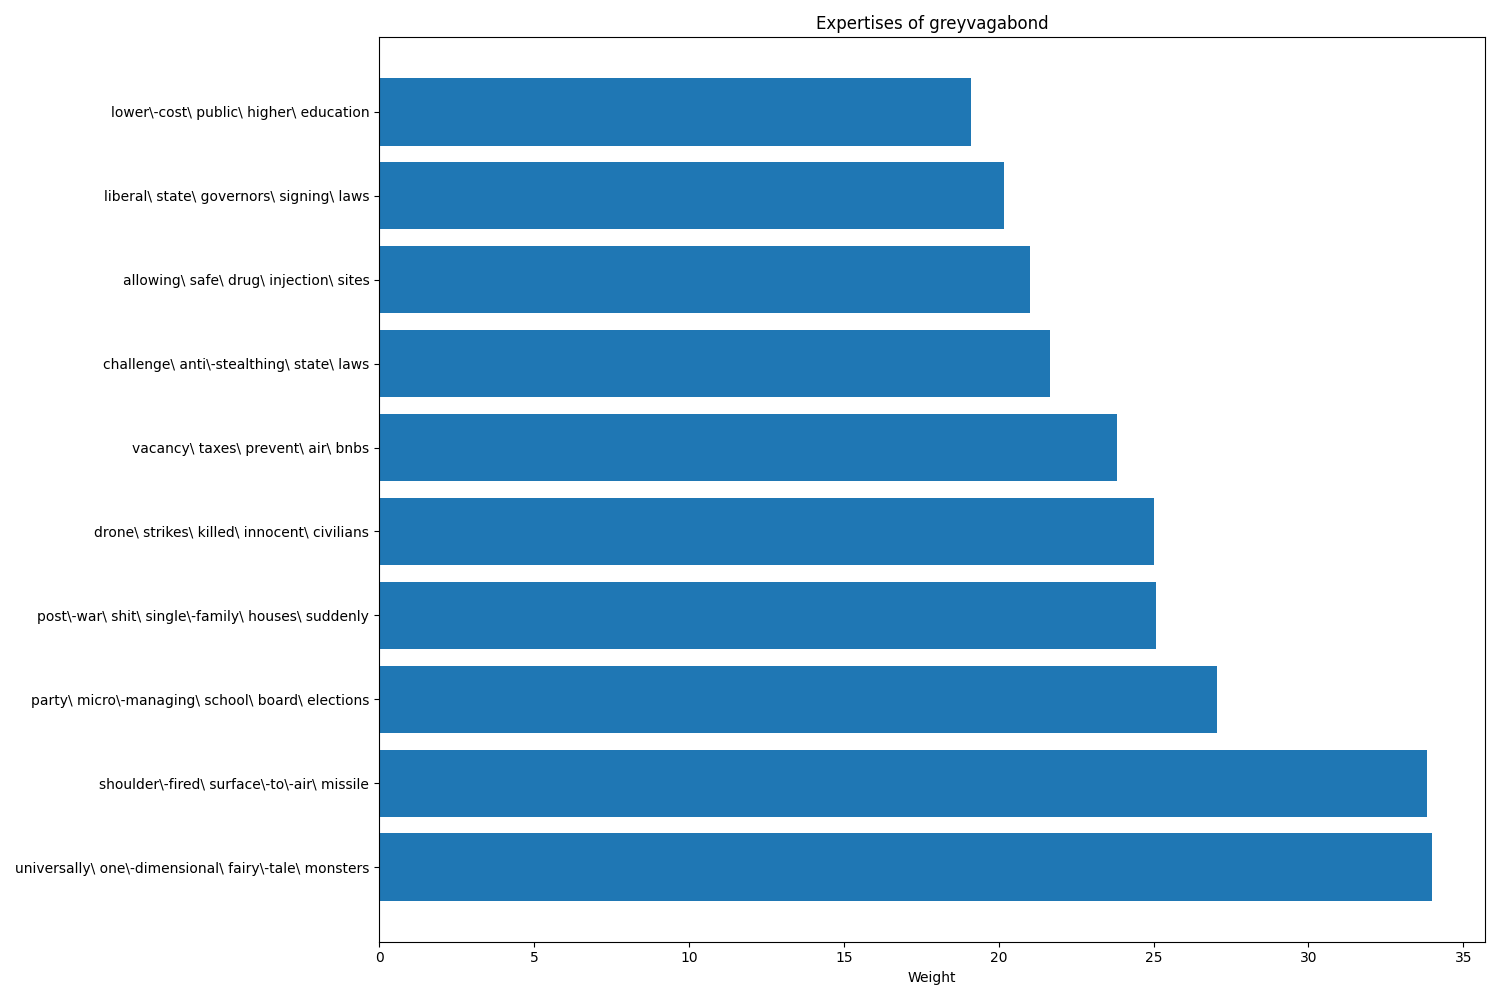 Expertises of greyvagabond
lower\-cost\ public\ higher\ education
liberal\ state\ governors\ signing\ laws
allowing\ safe\ drug\ injection\ sites
challenge\ anti\-stealthing\ state\ laws
vacancy\ taxes\ prevent\ air\ bnbs
drone\ strikes\ killed\ innocent\ civilians
post\-war\ shit\ single\-family\ houses\ suddenly
party\ micro\-managing\ school\ board\ elections
shoulder\-fired\ surface\-to\-air\ missile
universally\ one\-dimensional\ fairy\-tale\ monsters
0 5 10 15 20 25 30 35
Weight